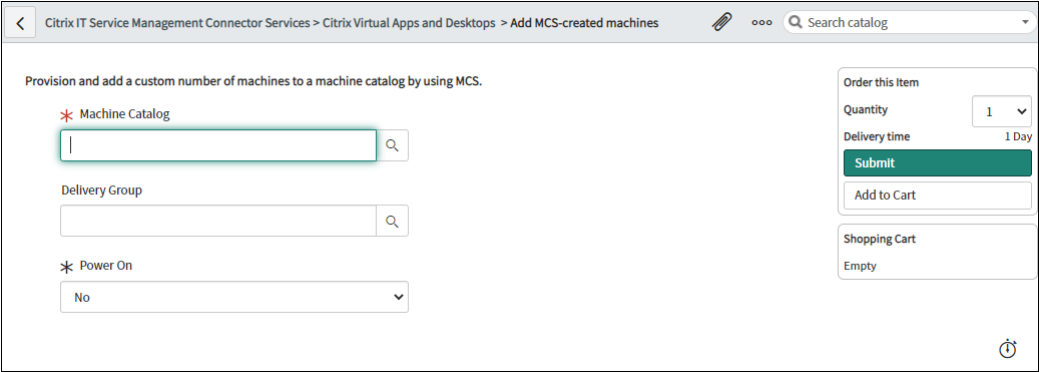 Citrix IT Service Management Connector Services > Citrix Virtual Apps and Desktops > Add MCS-created machines
Search catalog
Provision and add a custom number of machines to a machine catalog by using MCS.
Machine Catalog
Delivery Group
Power On
No
Order this Item
Quantity 1
Delivery time 1 Day
Submit
Add to Cart
Shopping Cart
Empty